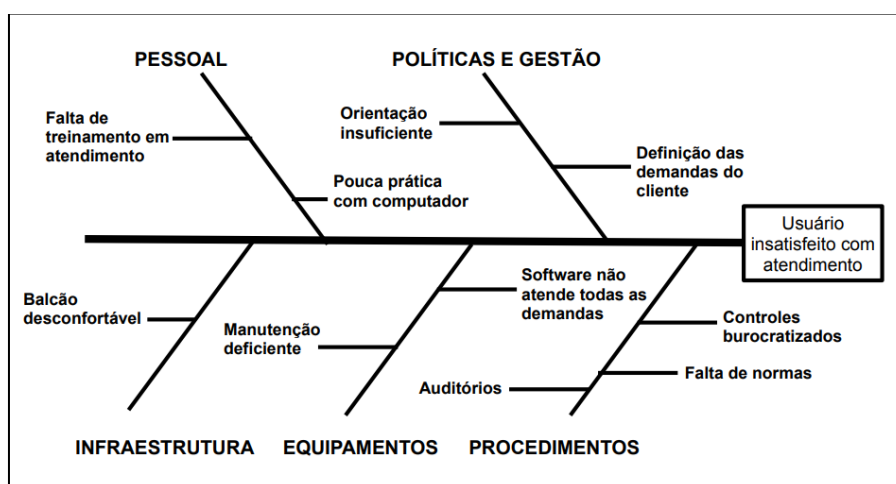 PESSOAL
POLÍTICAS E GESTÃO
Falta de
treinamento em
atendimento
Orientação
insuficiente
Definição das
demandas do
cliente
Pouca prática
com computador
Usuário
insatisfeito com
atendimento
Balcão
desconfortável
Manutenção
deficiente
Software não
atende todas as
demandas
Controles
burocratizados
Auditórios
Falta de normas
INFRAESTRUTURA
EQUIPAMENTOS
PROCEDIMENTOS